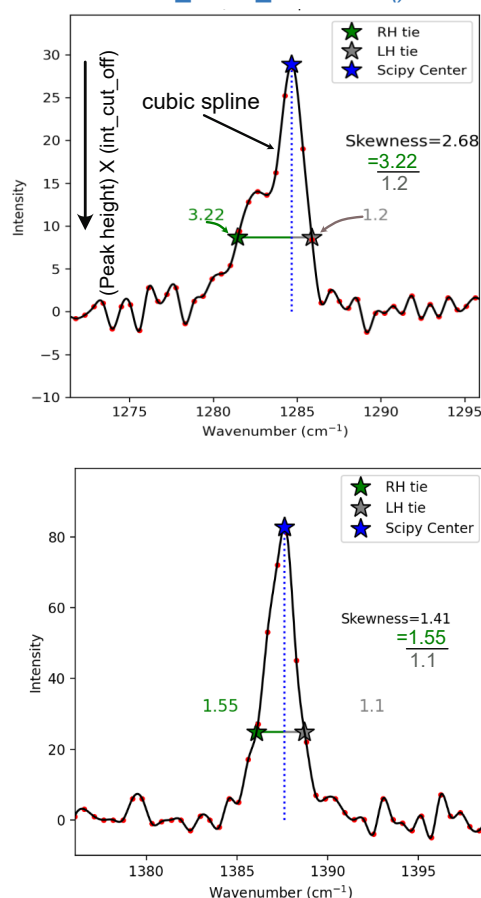 RH tie
LH tie
Scipy Center
cubic spline
(Peak height) X (int_cut_off)
Skewness=2.68
=3.22
1.2
3.22
1.2
Intensity
30
25
20
15
10
5
0
−5
−10
1275
1280
1285
1290
1295
Wavenumber (cm⁻¹)
RH tie
LH tie
Scipy Center
Skewness=1.41
=1.55
1.1
1.55
1.1
Intensity
80
60
40
20
0
1380
1385
1390
1395
Wavenumber (cm⁻¹)